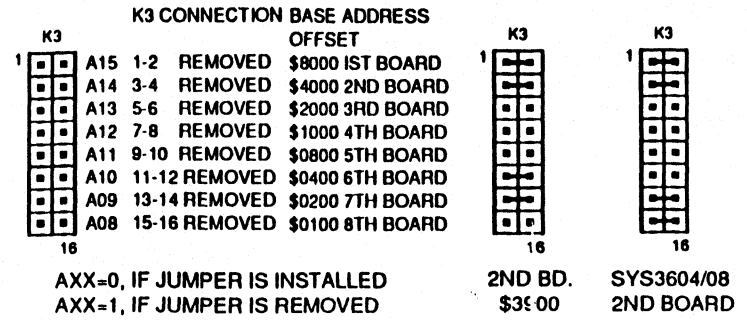 K3 CONNECTION BASE ADDRESS
OFFSET
K3
1
A15 1-2 REMOVED $8000 IST BOARD
A14 3-4 REMOVED $4000 2ND BOARD
A13 5-6 REMOVED $2000 3RD BOARD
A12 7-8 REMOVED $1000 4TH BOARD
A11 9-10 REMOVED $0800 5TH BOARD
A10 11-12 REMOVED $0400 6TH BOARD
A09 13-14 REMOVED $0200 7TH BOARD
A08 15-16 REMOVED $0100 8TH BOARD
16
AXX=0, IF JUMPER IS INSTALLED
AXX=1, IF JUMPER IS REMOVED
K3
1
16
2ND BD.
$3900
K3
1
16
SYS3604/08
2ND BOARD